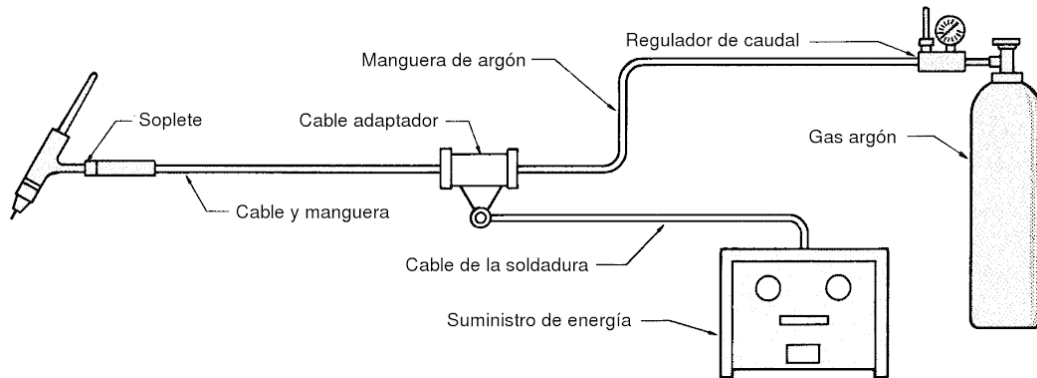 Regulador de caudal
Manguera de argón
Soplete
Cable adaptador
Gas argón
Cable y manguera
Cable de la soldadura
Suministro de energía